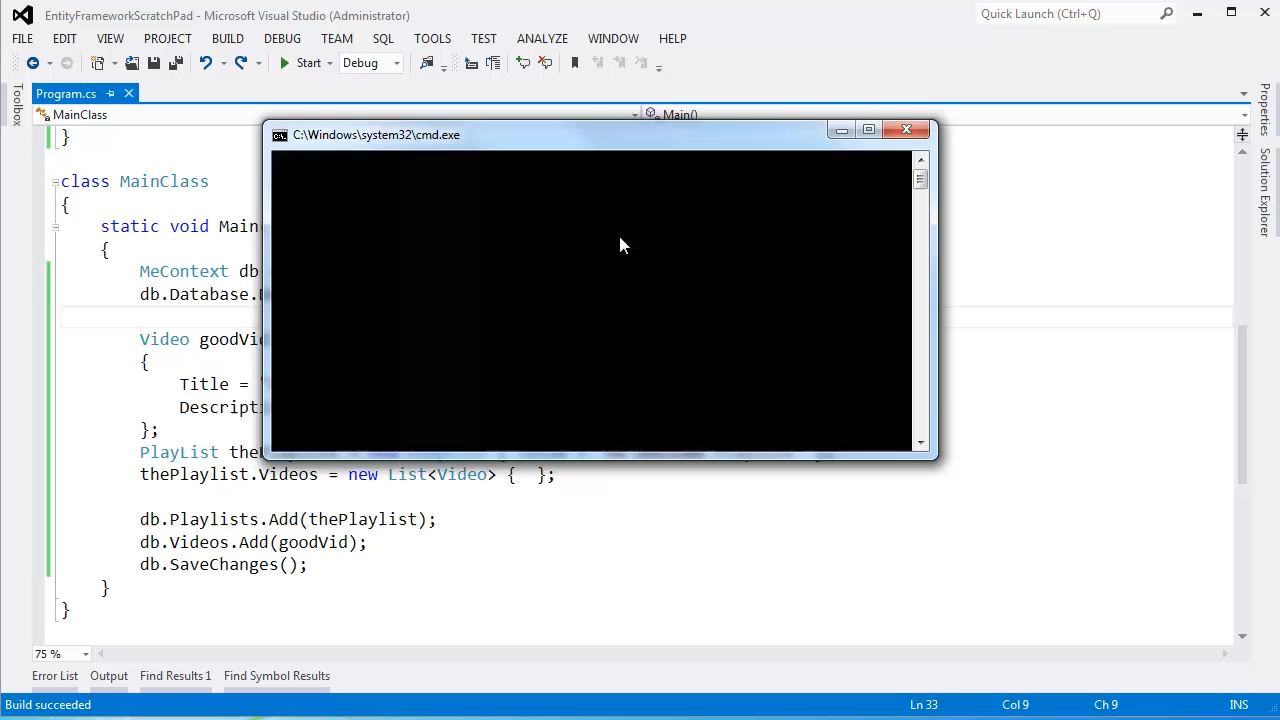 EntityFrameworkScratchPad - Microsoft Visual Studio (Administrator)
Quick Launch (Ctrl+Q)
FILE EDIT VIEW PROJECT BUILD DEBUG TEAM SQL TOOLS TEST ANALYZE WINDOW HELP
Start Debug
Toolbox
Program.cs
MainClass
Main()
C:\Windows\system32\cmd.exe
Properties
Solution Explorer
}
class MainClass
{
static void Main
{
MeContext db
db.Database.
Video goodVid
{
Title =
Descripti
};
PlayList the
thePlaylist.Videos = new List<Video> { };
db.Playlists.Add(thePlaylist);
db.Videos.Add(goodVid);
db.SaveChanges();
}
}
75 %
Error List Output Find Results 1 Find Symbol Results
Build succeeded Ln 33 Col 9 Ch 9 INS